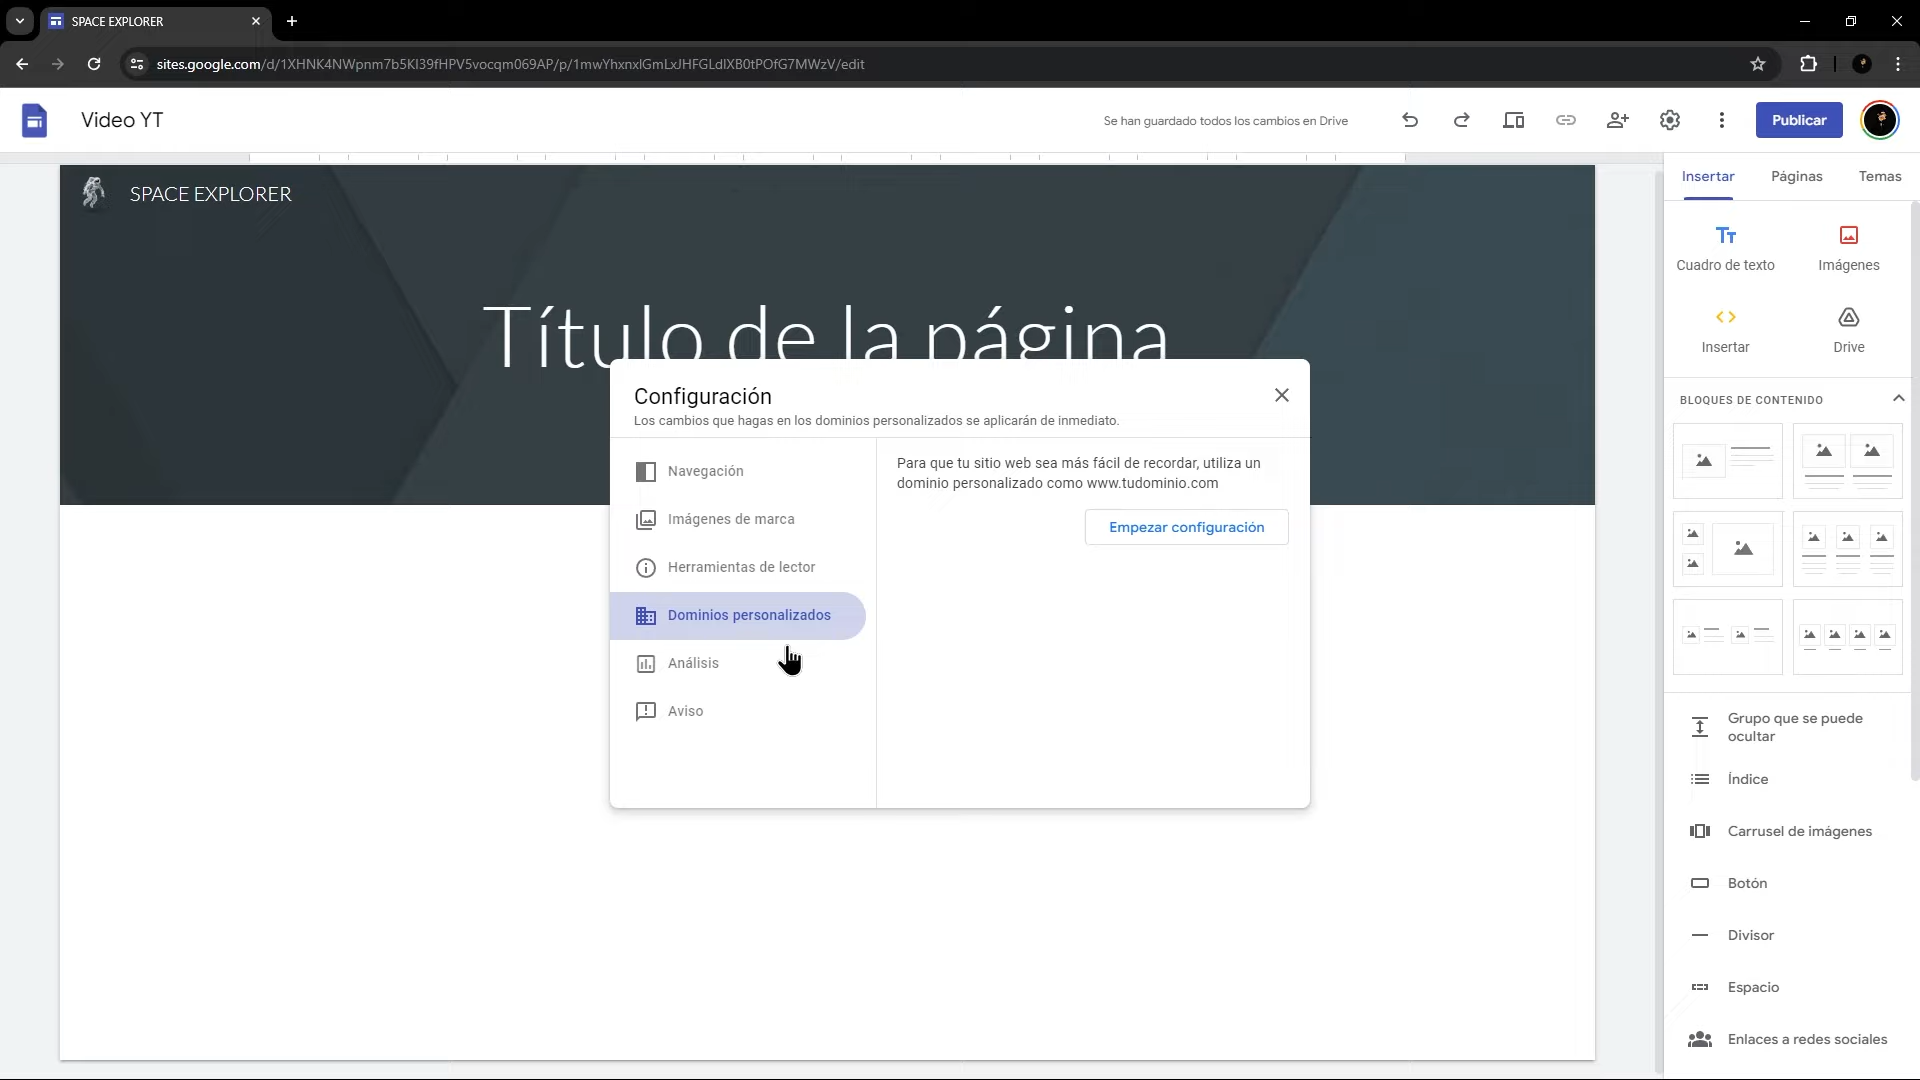 SPACE EXPLORER
sites.google.com/d/1XHNK4NWpnm7b5KI39fHPV5vocqm069AP/p/1mwYhxnxlGmLxJHFGLdlXB0tPOfG7MWzV/edit
Video YT
Se han guardado todos los cambios en Drive
Publicar
SPACE EXPLORER
Título de la página
Configuración
Los cambios que hagas en los dominios personalizados se aplicarán de inmediato.
Navegación
Imágenes de marca
Herramientas de lector
Dominios personalizados
Análisis
Aviso
Para que tu sitio web sea más fácil de recordar, utiliza un
dominio personalizado como www.tudominio.com
Empezar configuración
Insertar
Páginas
Temas
Cuadro de texto
Imágenes
Insertar
Drive
BLOQUES DE CONTENIDO
Grupo que se puede
ocultar
Índice
Carrusel de imágenes
Botón
Divisor
Espacio
Enlaces a redes sociales